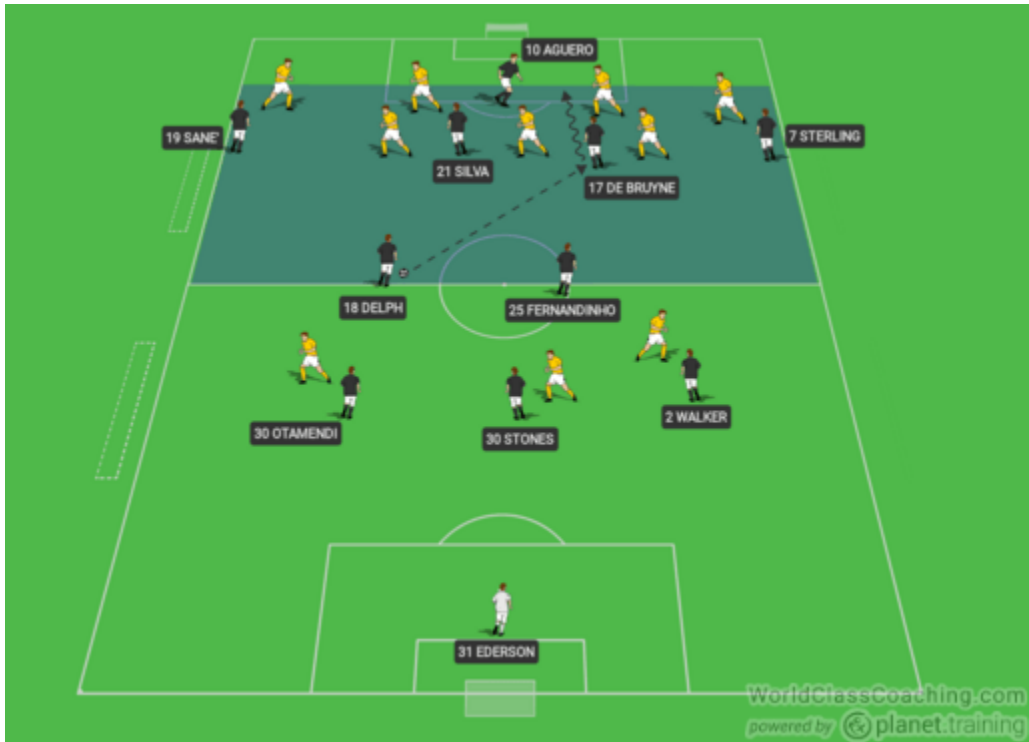 10 AGUERO
19 SANE'
7 STERLING
21 SILVA
17 DE BRUYNE
18 DELPH
25 FERNANDINHO
30 OTAMENDI
30 STONES
2 WALKER
31 EDERSON
WorldClassCoaching.com
powered by planet.training